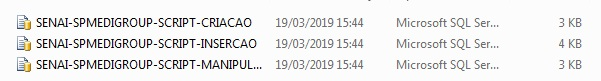 SENAI-SPMEDIGROUP-SCRIPT-CRIACAO 19/03/2019 15:44 Microsoft SQL Ser... 3 KB
SENAI-SPMEDIGROUP-SCRIPT-INSERCAO 19/03/2019 15:44 Microsoft SQL Ser... 4 KB
SENAI-SPMEDIGROUP-SCRIPT-MANIPUL... 19/03/2019 15:44 Microsoft SQL Ser... 3 KB